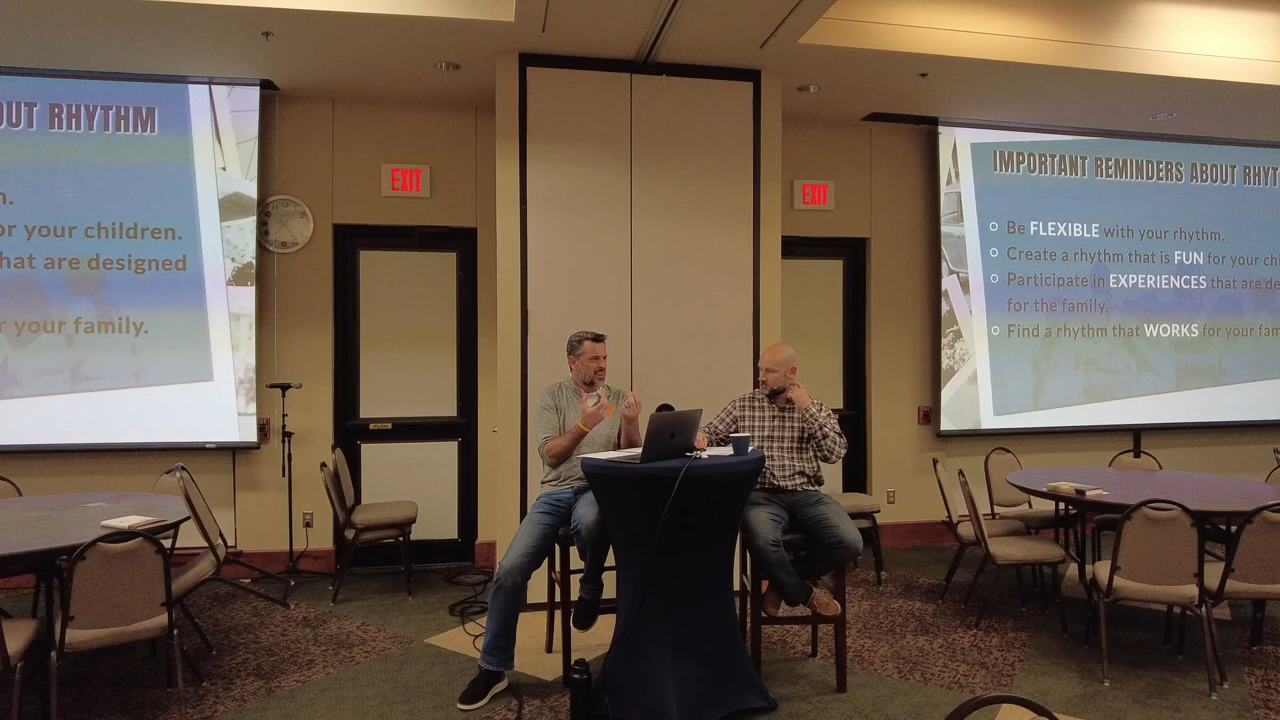 OUT RHYTHM
n.
or your children.
hat are designed
r your family.
EXIT
PUSH
EXIT
IMPORTANT REMINDERS ABOUT RHYT
Be FLEXIBLE with your rhythm.
Create a rhythm that is FUN for your chi
Participate in EXPERIENCES that are de
for the family.
Find a rhythm that WORKS for your fam